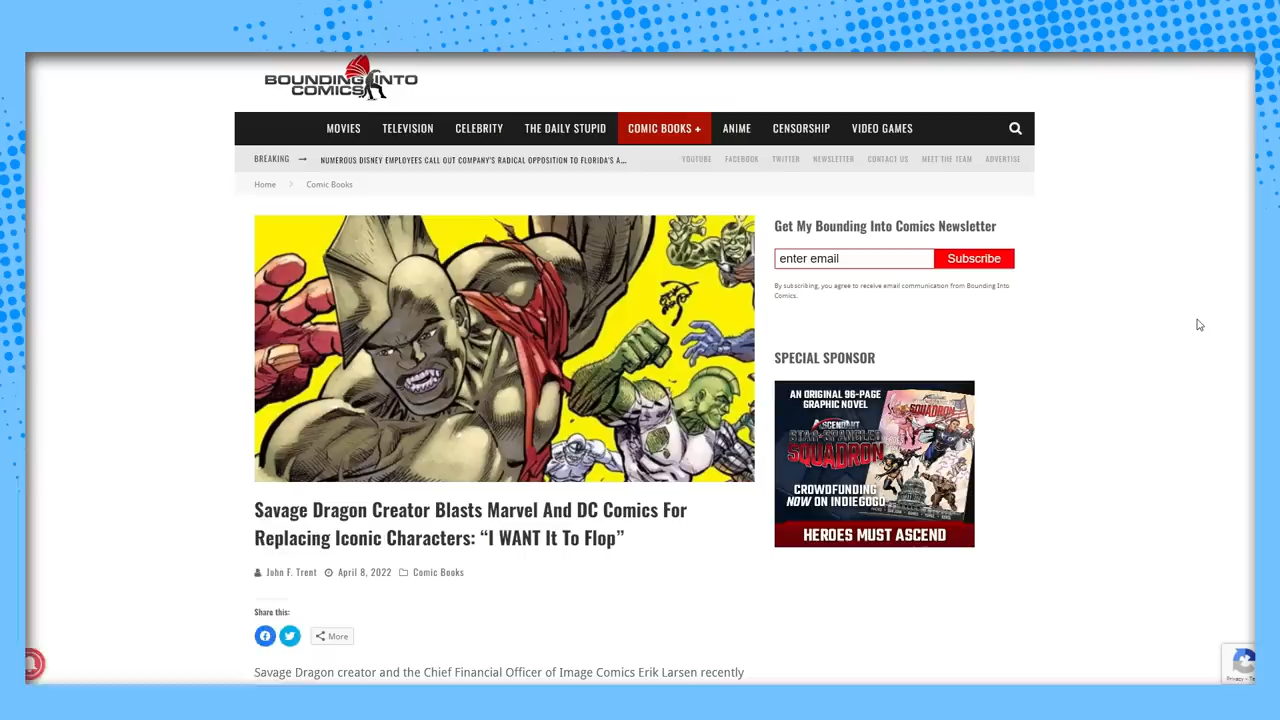 BOUNDING INTO
COMICS
MOVIES TELEVISION CELEBRITY THE DAILY STUPID COMIC BOOKS + ANIME CENSORSHIP VIDEO GAMES
BREAKING → NUMEROUS DISNEY EMPLOYEES CALL OUT COMPANY'S RADICAL OPPOSITION TO FLORIDA'S A... YOUTUBE FACEBOOK TWITTER NEWSLETTER CONTACT US MEET THE TEAM ADVERTISE
Home Comic Books
Get My Bounding Into Comics Newsletter
enter email Subscribe
By subscribing, you agree to receive email communication from Bounding Into
Comics.
SPECIAL SPONSOR
AN ORIGINAL 96-PAGE
GRAPHIC NOVEL
ASCENDANT
STAR-SPANGLED
SQUADRON
CROWDFUNDING
NOW ON INDIEGOGO
HEROES MUST ASCEND
Savage Dragon Creator Blasts Marvel And DC Comics For
Replacing Iconic Characters: “I WANT It To Flop”
John F. Trent April 8, 2022 Comic Books
Share this:
More
Savage Dragon creator and the Chief Financial Officer of Image Comics Erik Larsen recently